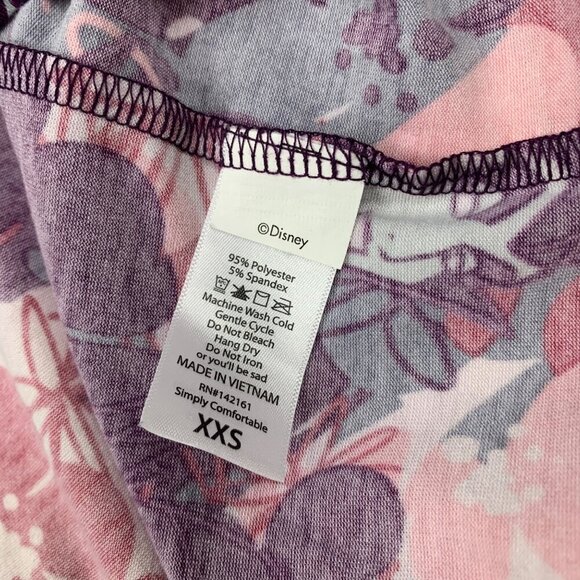 ©Disney
95% Polyester
5% Spandex
Machine Wash Cold
Gentle Cycle
Do Not Bleach
Hang Dry
Do Not Iron
or you'll be sad
MADE IN VIETNAM
RN#142161
Simply Comfortable
XXS